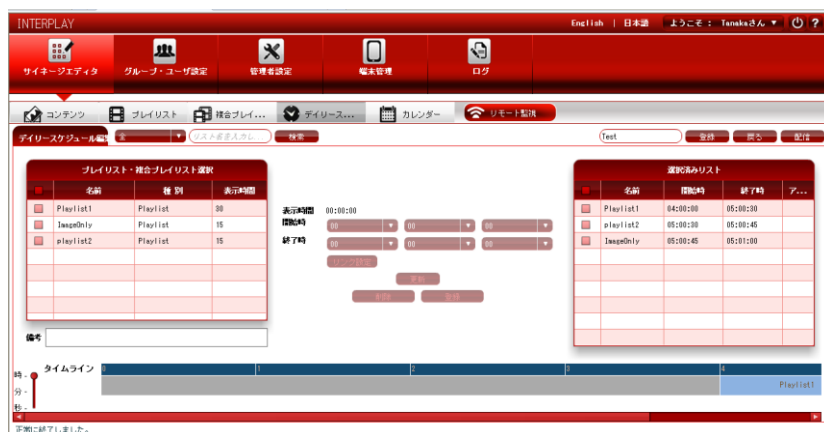 INTERPLAY
English | 日本語 ようこそ： Tanakaさん ▼ ?
サイネージエディタ グループ・ユーザ設定 管理者設定 端末管理 ログ
コンテンツ プレイリスト 複合プレイ... デイリース... カレンダー リモート監視
デイリースケジュール編集 全 検索 Test 登録 戻る 配信
プレイリスト・複合プレイリスト選択
名前 種別 表示時間
Playlist1 Playlist 30
ImageOnly Playlist 15
playlist2 Playlist 15
表示時間 00:00:00
開始時 00 00 00
終了時 00 00 00
リンク設定
更新
削除 登録
選択済みリスト
名前 開始時 終了時 ア...
Playlist1 04:00:00 05:00:30
playlist2 05:00:30 05:00:45
ImageOnly 05:00:45 05:01:00
備考
タイムライン 0 1 2 3 4
時
分
秒
Playlist1
正常に終了しました。